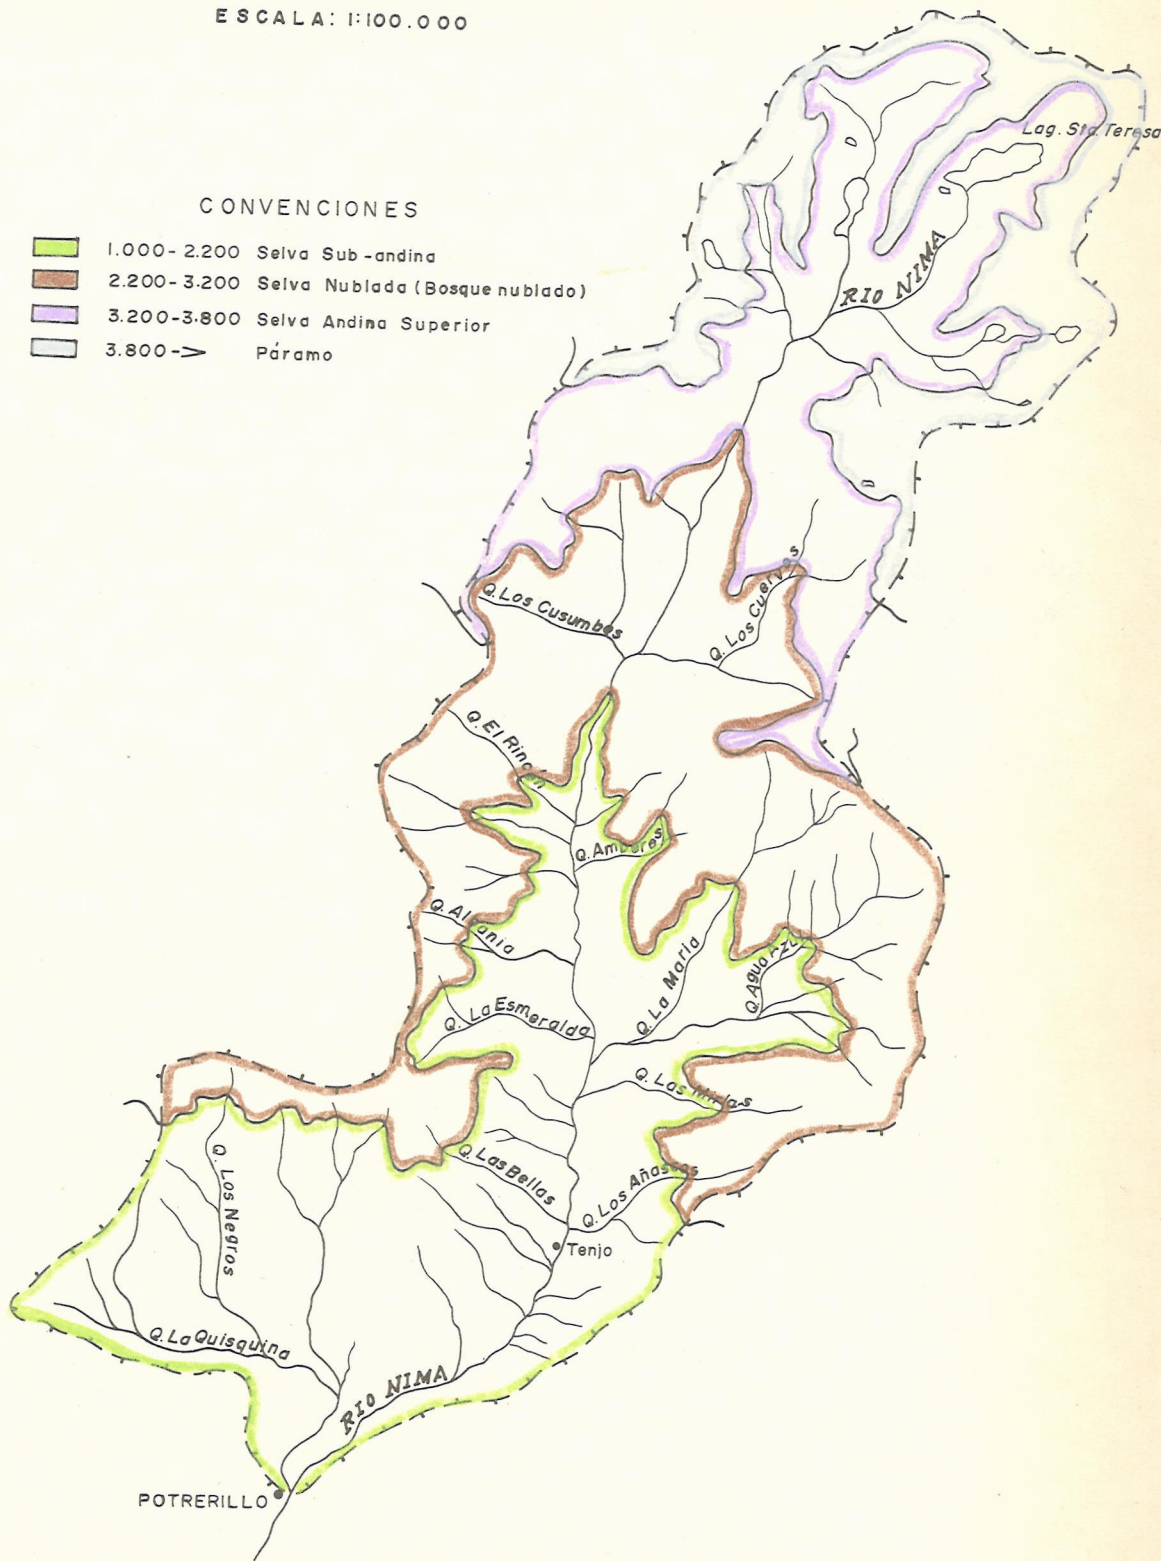 ESCALA: 1:100.000
Lag. Sta. Teresa
CONVENCIONES
1.000-2.200 Selva Sub-andina
2.200-3.200 Selva Nublada (Bosque nublado)
3.200-3.800 Selva Andina Superior
3.800-> Páramo
RIO NIMA
Q. Los Cusumbos
Q. Los Cuervos
Q. El Rincón
Q. Amberes
Q. Albania
Q. La Maria
Q. La Esmeralda
Q. Las Mirlas
Q. Los Negros
Q. Las Bellas
Q. Los Añascos
Tenjo
Q. La Quisquina
RIO NIMA
POTRERILLO